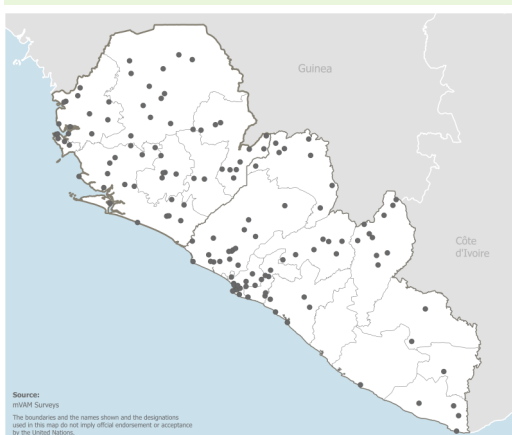 Guinea
Côte
d'Ivoire
Source:
mVAM Surveys
The boundaries and the names shown and the designations
used in this map do not imply official endorsement or acceptance
by the United Nations.